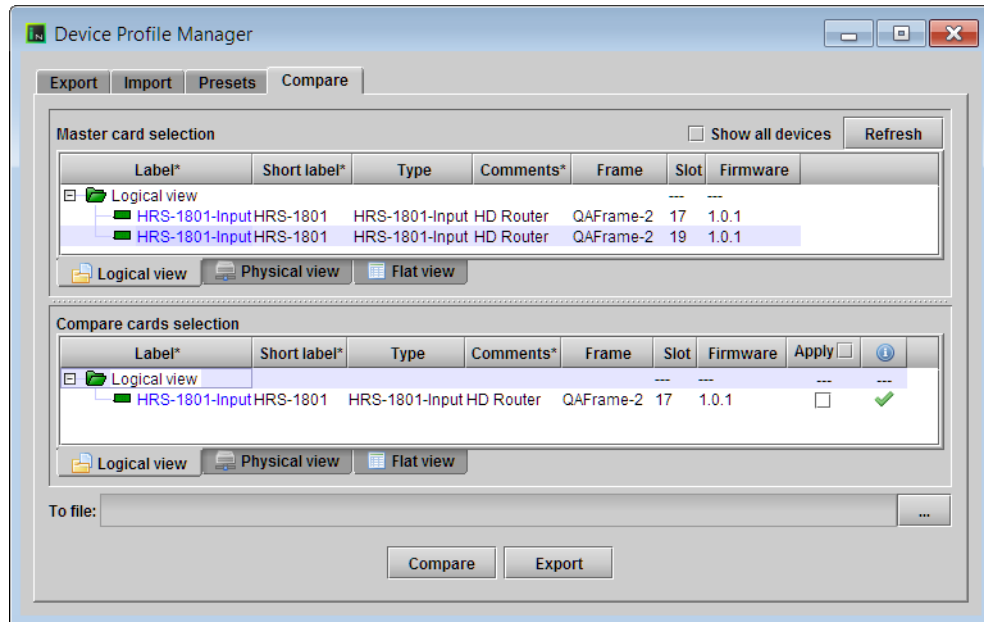 Device Profile Manager
Export Import Presets Compare
Master card selection Show all devices Refresh
Label* Short label* Type Comments* Frame Slot Firmware
Logical view --- ---
HRS-1801-Input HRS-1801 HRS-1801-Input HD Router QAFrame-2 17 1.0.1
HRS-1801-Input HRS-1801 HRS-1801-Input HD Router QAFrame-2 19 1.0.1
Logical view Physical view Flat view
Compare cards selection
Label* Short label* Type Comments* Frame Slot Firmware Apply
Logical view --- --- --- ---
HRS-1801-Input HRS-1801 HRS-1801-Input HD Router QAFrame-2 17 1.0.1
Logical view Physical view Flat view
To file: ...
Compare Export